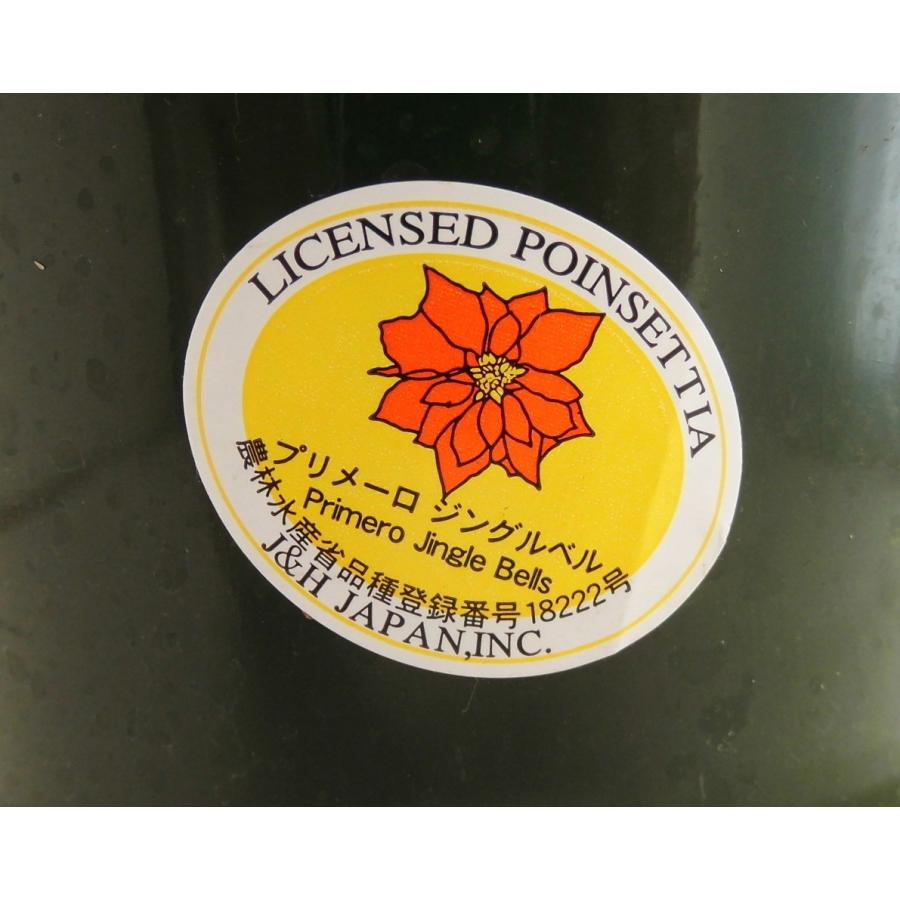 LICENSED POINSETTIA
プリメーロ ジングルベル
Primero Jingle Bells
農林水産省品種登録番号18222号
J&H JAPAN,INC.